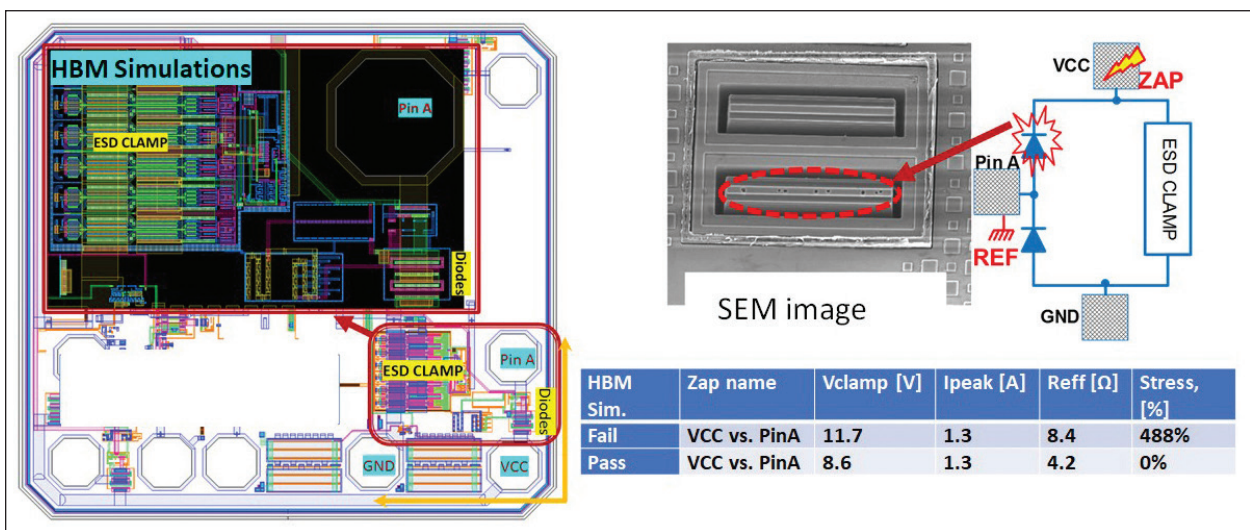 HBM Simulations
Pin A
ESD CLAMP
Diodes
ESD CLAMP
Pin A
Diodes
GND
VCC
SEM image
VCC
ZAP
Pin A
REF
ESD CLAMP
GND
HBM Sim. Zap name Vclamp [V] Ipeak [A] Reff [Ω] Stress, [%]
Fail VCC vs. PinA 11.7 1.3 8.4 488%
Pass VCC vs. PinA 8.6 1.3 4.2 0%